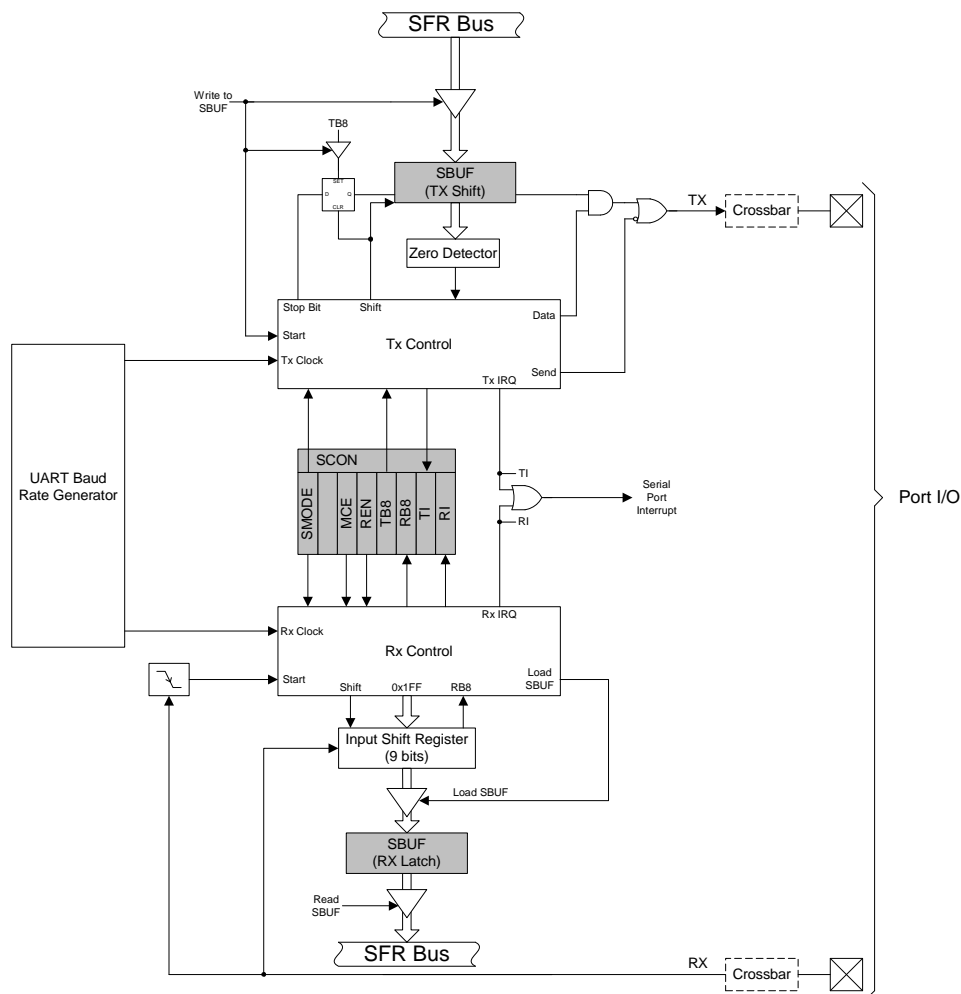 SFR Bus
Write to
SBUF
TB8
SET
D
Q
CLR
SBUF
(TX Shift)
TX
Crossbar
Zero Detector
Stop Bit
Shift
Data
Start
Tx Control
Tx Clock
Send
Tx IRQ
UART Baud
Rate Generator
SCON
SMODE
MCE
REN
TB8
RB8
TI
RI
TI
Serial
Port
Interrupt
RI
Port I/O
Rx IRQ
Rx Clock
Rx Control
Start
Load
SBUF
Shift
0x1FF
RB8
Input Shift Register
(9 bits)
Load SBUF
SBUF
(RX Latch)
Read
SBUF
SFR Bus
RX
Crossbar